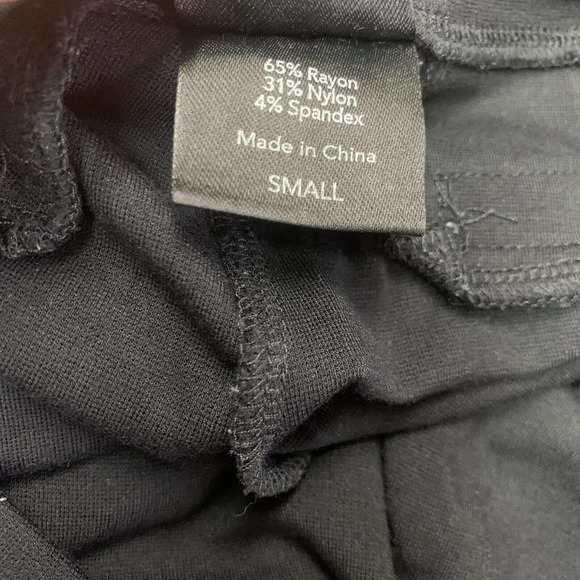 65% Rayon
31% Nylon
4% Spandex
Made in China
SMALL